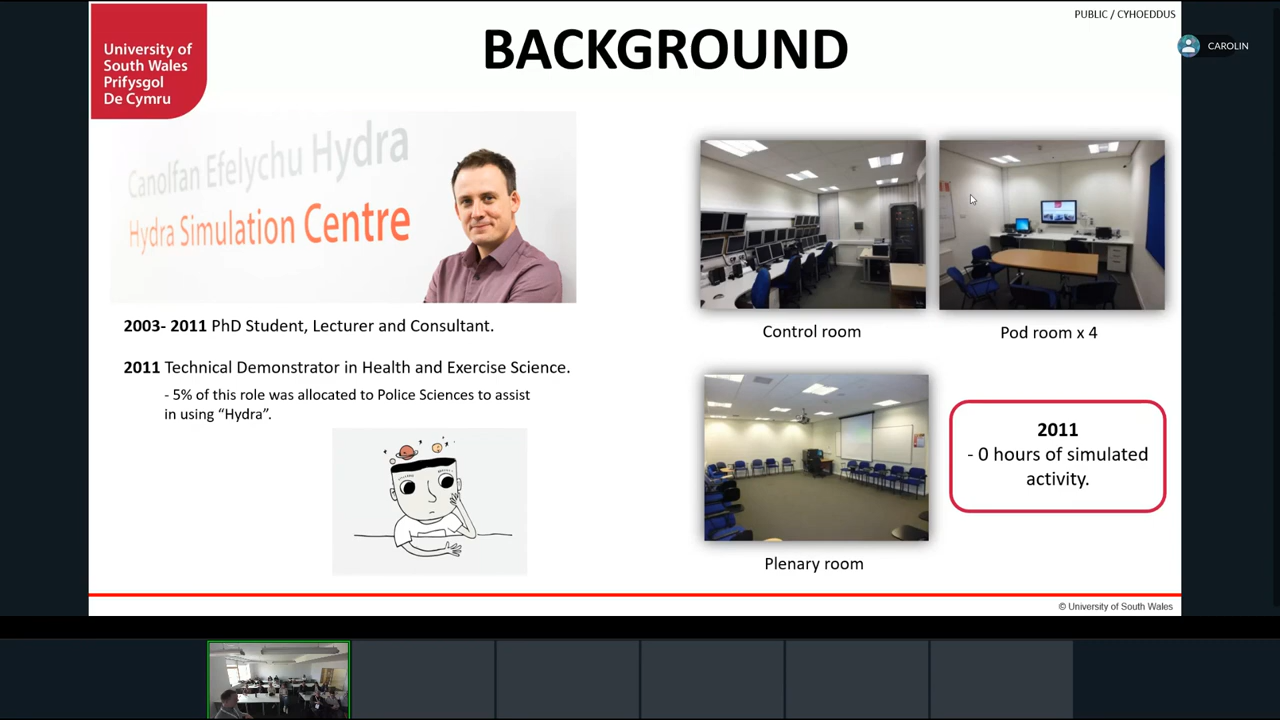 PUBLIC / CYHOEDDUS
CAROLIN
University of
South Wales
Prifysgol
De Cymru
BACKGROUND
Canolfan Efelychu Hydra
Hydra Simulation Centre
2003- 2011 PhD Student, Lecturer and Consultant.
2011 Technical Demonstrator in Health and Exercise Science.
- 5% of this role was allocated to Police Sciences to assist
in using “Hydra”.
Control room
Pod room x 4
Plenary room
2011
- 0 hours of simulated
activity.
© University of South Wales